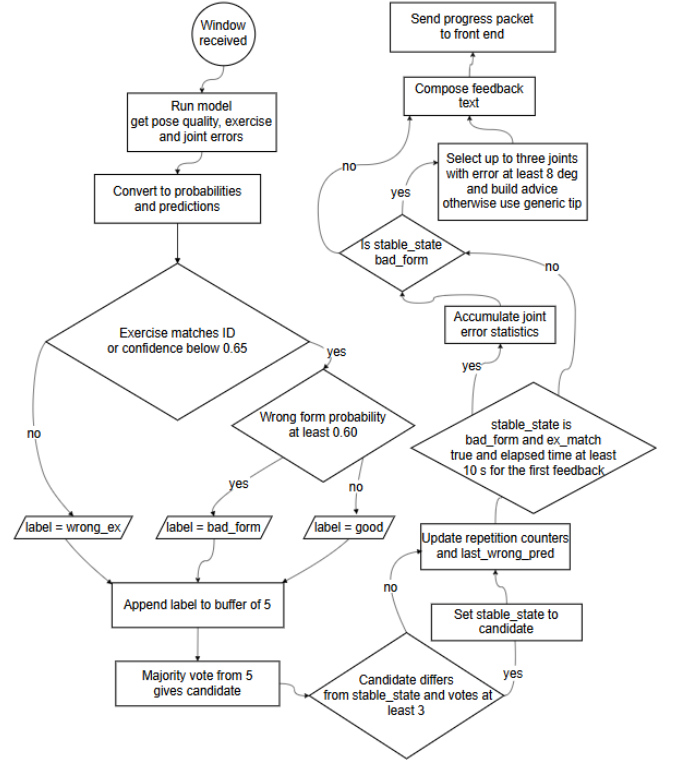 Window
received
Run model
get pose quality, exercise
and joint errors
Convert to probabilities
and predictions
Exercise matches ID
or confidence below 0.65
no
yes
Wrong form probability
at least 0.60
yes
no
label = wrong_ex
label = bad_form
label = good
Append label to buffer of 5
Majority vote from 5
gives candidate
Candidate differs
from stable_state and votes at
least 3
no
yes
Set stable_state to
candidate
Update repetition counters
and last_wrong_pred
stable_state is
bad_form and ex_match
true and elapsed time at least
10 s for the first feedback
yes
no
Accumulate joint
error statistics
Is stable_state
bad_form
no
yes
Select up to three joints
with error at least 8 deg
and build advice
otherwise use generic tip
Compose feedback
text
Send progress packet
to front end